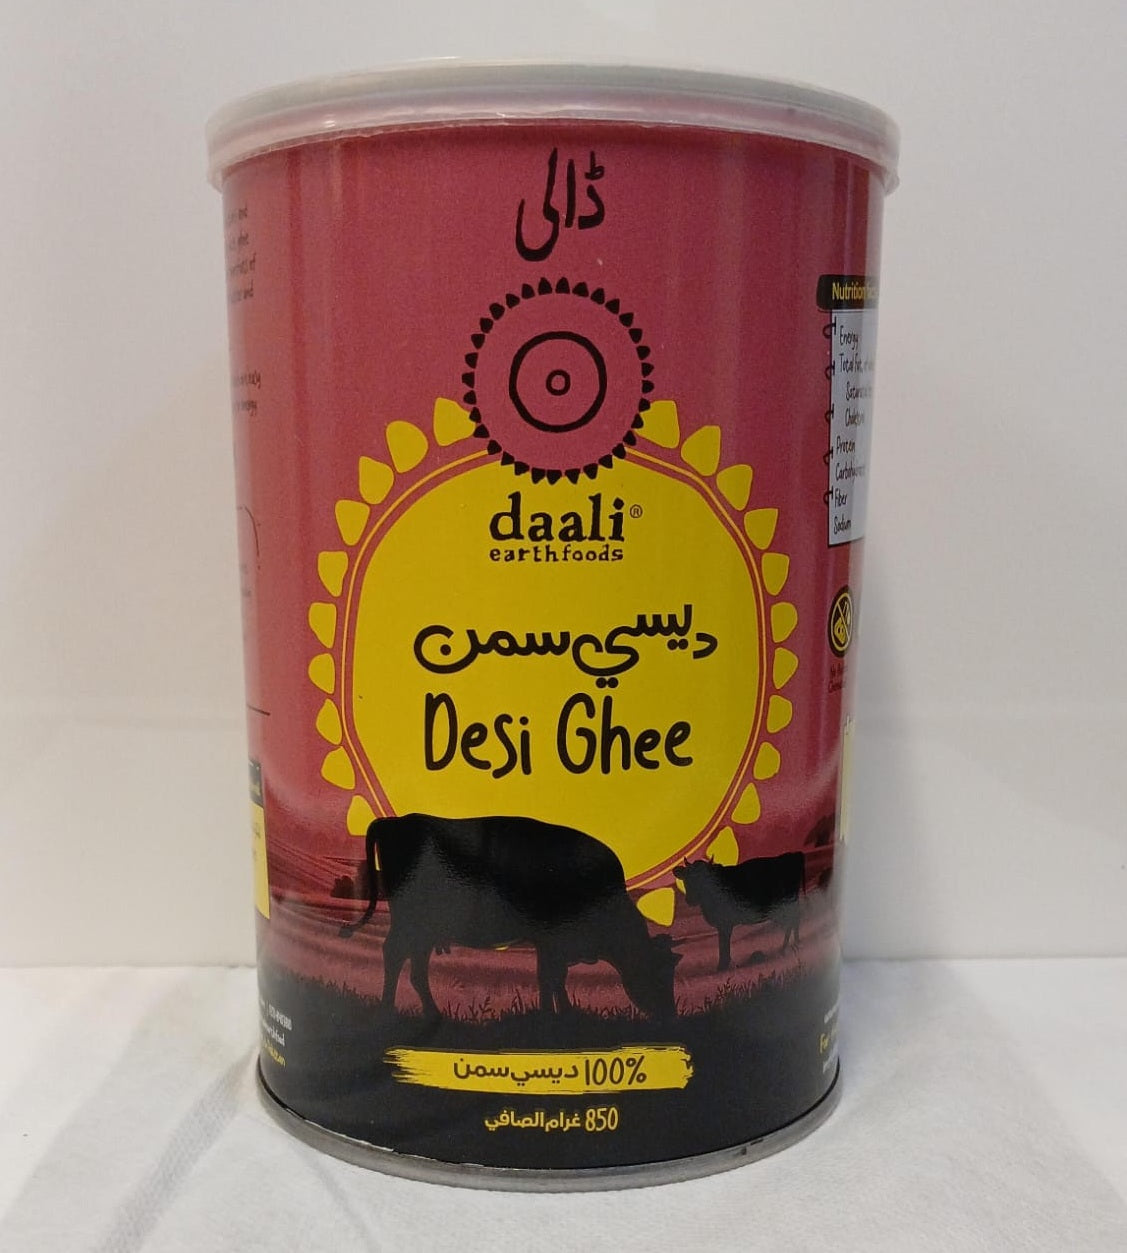 ڈالی
daali®
earthfoods
ديسي سمن
Desi Ghee
100% ديسي سمن
850 غرام الصافي
Nutrition
Energy
Total Fat,
Protein
Fiber
Sodium